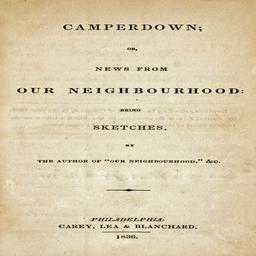 CAMPERDOWN;
OR,
NEWS FROM
OUR NEIGHBOURHOOD:
BEING
SKETCHES.
BY
THE AUTHOR OF "OUR NEIGHBOURHOOD," &C.
PHILADELPHIA:
CAREY, LEA & BLANCHARD.
1836.